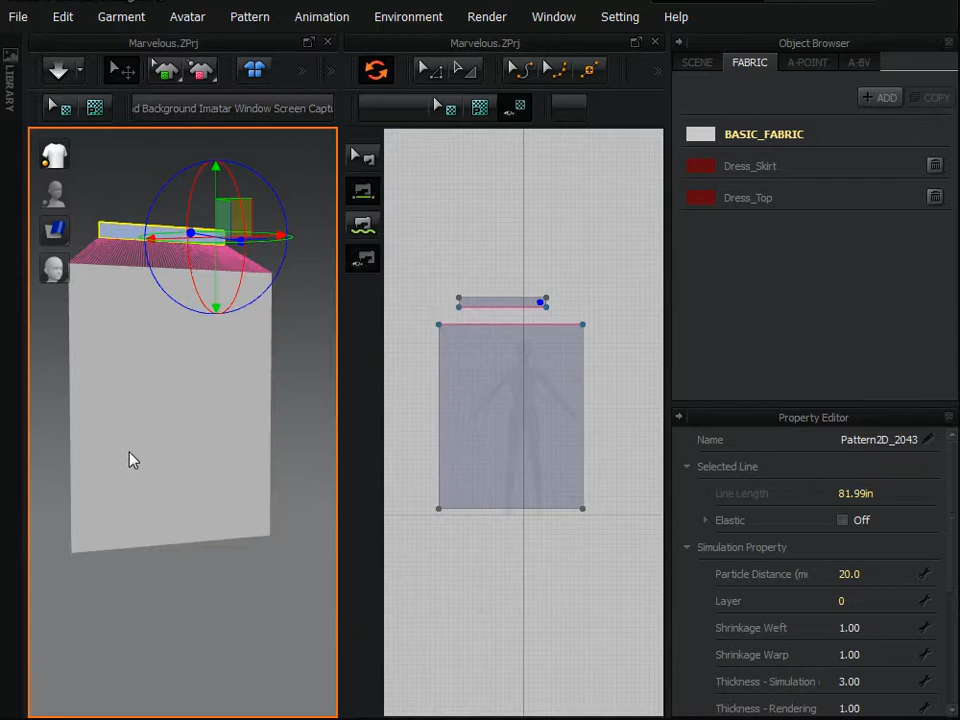 File Edit Garment Avatar Pattern Animation Environment Render Window Setting Help
LIBRARY
Marvelous.ZPrj
Marvelous.ZPrj
Object Browser
SCENE FABRIC A-POINT A-BV
ADD COPY
d Background Imatar Window Screen Captu
BASIC_FABRIC
Dress_Skirt
Dress_Top
Property Editor
Name Pattern2D_2043
Selected Line
Line Length 81.99in
Elastic Off
Simulation Property
Particle Distance (m 20.0
Layer 0
Shrinkage Weft 1.00
Shrinkage Warp 1.00
Thickness - Simulation 3.00
Thickness - Rendering 1.00